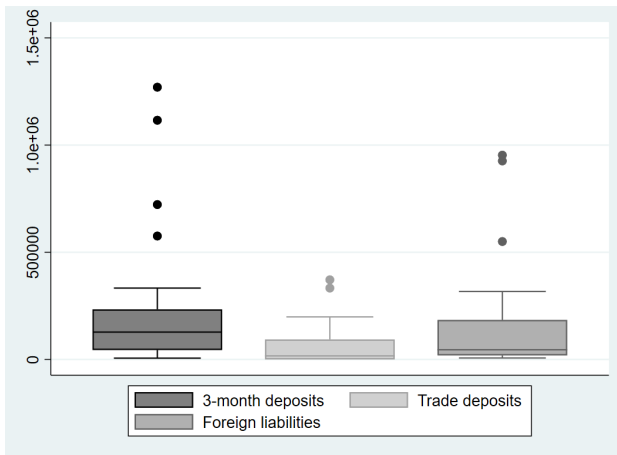 1.5e+06
1.0e+06
500000
0
3-month deposits
Trade deposits
Foreign liabilities